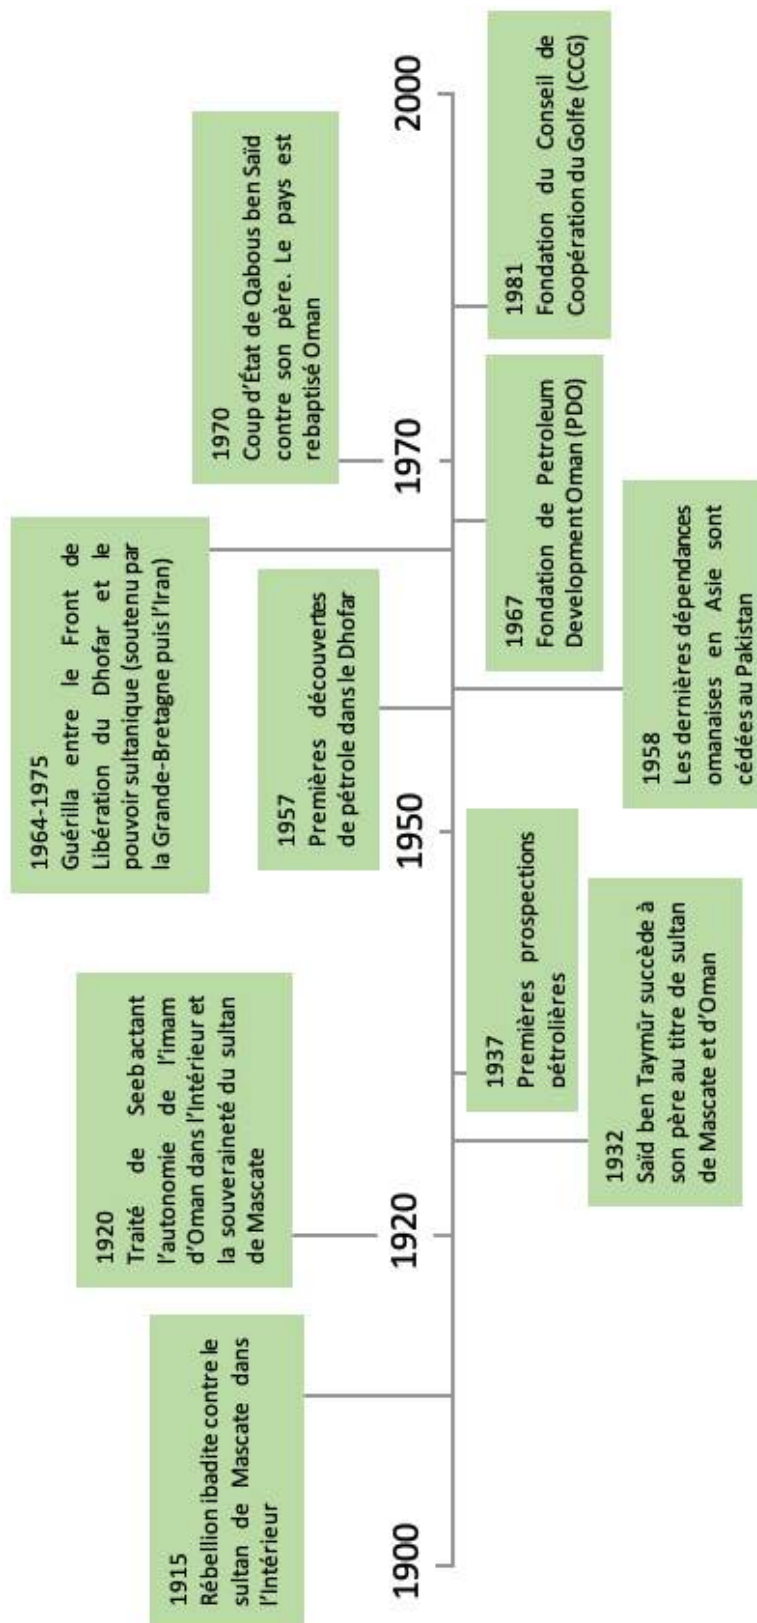 1915
Rébellion ibadite contre le
sultan de Mascate dans
l'Intérieur
1920
Traité de Seeb actant
l'autonomie de l'imam
d'Oman dans l'Intérieur et
la souveraineté du sultan
de Mascate
1964-1975
Guérilla entre le Front de
Libération du Dhofar et le
pouvoir sultanique (soutenu par
la Grande-Bretagne puis l'Iran)
1957
Premières découvertes
de pétrole dans le Dhofar
1970
Coup d'État de Qabous ben Saïd
contre son père. Le pays est
rebaptisé Oman
1900
1920
1950
1970
2000
1932
Saïd ben Taymūr succède à
son père au titre de sultan
de Mascate et d'Oman
1937
Premières prospections
pétrolières
1958
Les dernières dépendances
omanaises en Asie sont
cédées au Pakistan
1967
Fondation de Petroleum
Development Oman (PDO)
1981
Fondation du Conseil de
Coopération du Golfe (CCG)